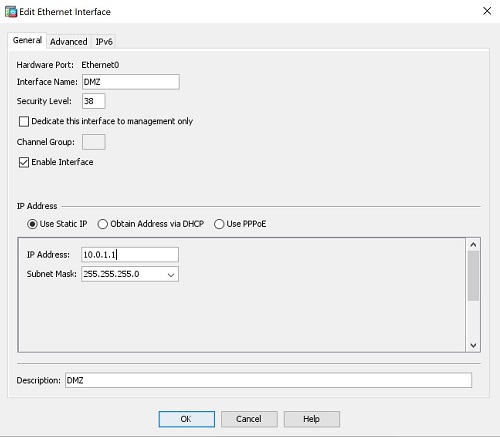 Edit Ethernet Interface
General Advanced IPv6
Hardware Port: Ethernet0
Interface Name: DMZ
Security Level: 38
Dedicate this interface to management only
Channel Group:
Enable Interface
IP Address
Use Static IP Obtain Address via DHCP Use PPPoE
IP Address: 10.0.1.1
Subnet Mask: 255.255.255.0
Description: DMZ
OK Cancel Help